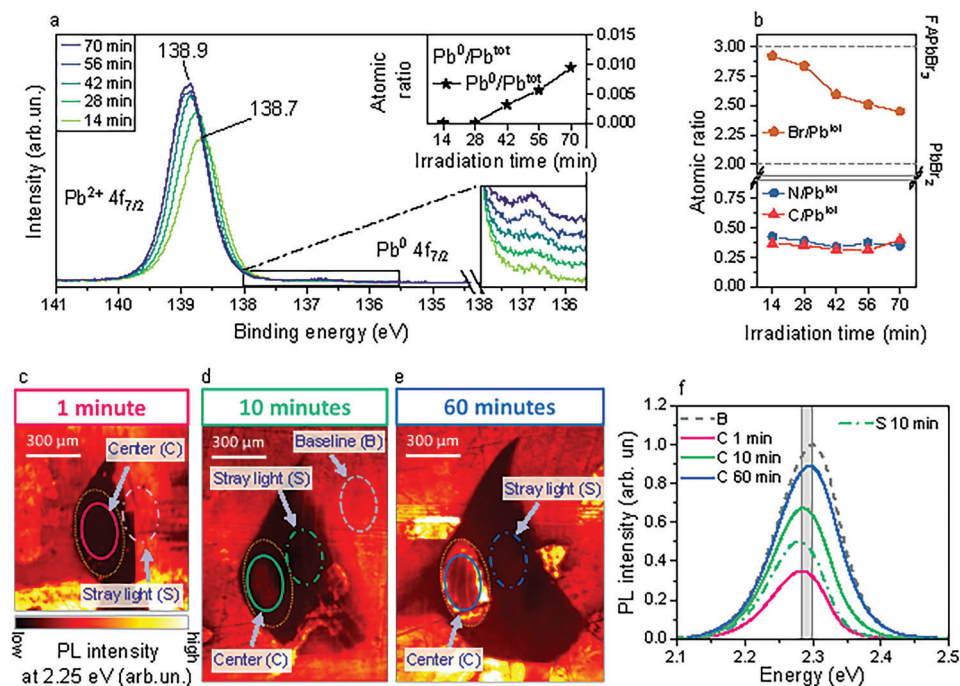 a
70 min
56 min
42 min
28 min
14 min
138.9
138.7
Pb2+ 4f7/2
Pb0 4f7/2
Intensity (arb.un.)
141 140 139 138 137 136 135 138 136
Binding energy (eV)
Pb0/Pbtot
Pb0/Pbtot
Atomic
ratio
0.015
0.010
0.005
0.000
14 28 42 56 70
Irradiation time (min)
b
3.00
2.75
2.50
2.25
2.00
0.75
0.50
0.25
0.00
Atomic ratio
Br/Pbtot
N/Pbtot
C/Pbtot
FAPbBr3
PbBr2
14 28 42 56 70
Irradiation time (min)
c
1 minute
300 µm
Center (C)
Stray light (S)
low
high
PL intensity
at 2.25 eV (arb.un.)
d
10 minutes
300 µm
Baseline (B)
Stray light (S)
Center (C)
e
60 minutes
300 µm
Stray light (S)
Center (C)
f
PL intensity (arb. un)
1.2
1.0
0.8
0.6
0.4
0.2
0.0
B
C 1 min
C 10 min
C 60 min
S 10 min
2.1 2.2 2.3 2.4 2.5
Energy (eV)